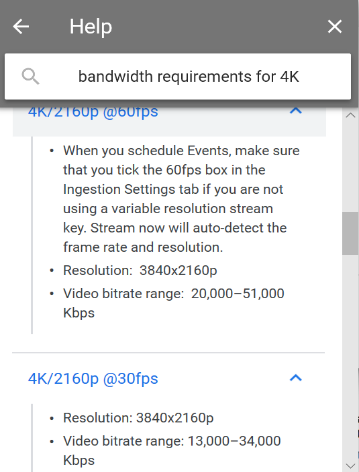 Help
bandwidth requirements for 4K
4K/2160p @60fps
• When you schedule Events, make sure
that you tick the 60fps box in the
Ingestion Settings tab if you are not
using a variable resolution stream
key. Stream now will auto-detect the
frame rate and resolution.
• Resolution: 3840x2160p
• Video bitrate range: 20,000–51,000
Kbps
4K/2160p @30fps
• Resolution: 3840x2160p
• Video bitrate range: 13,000–34,000
Kbps